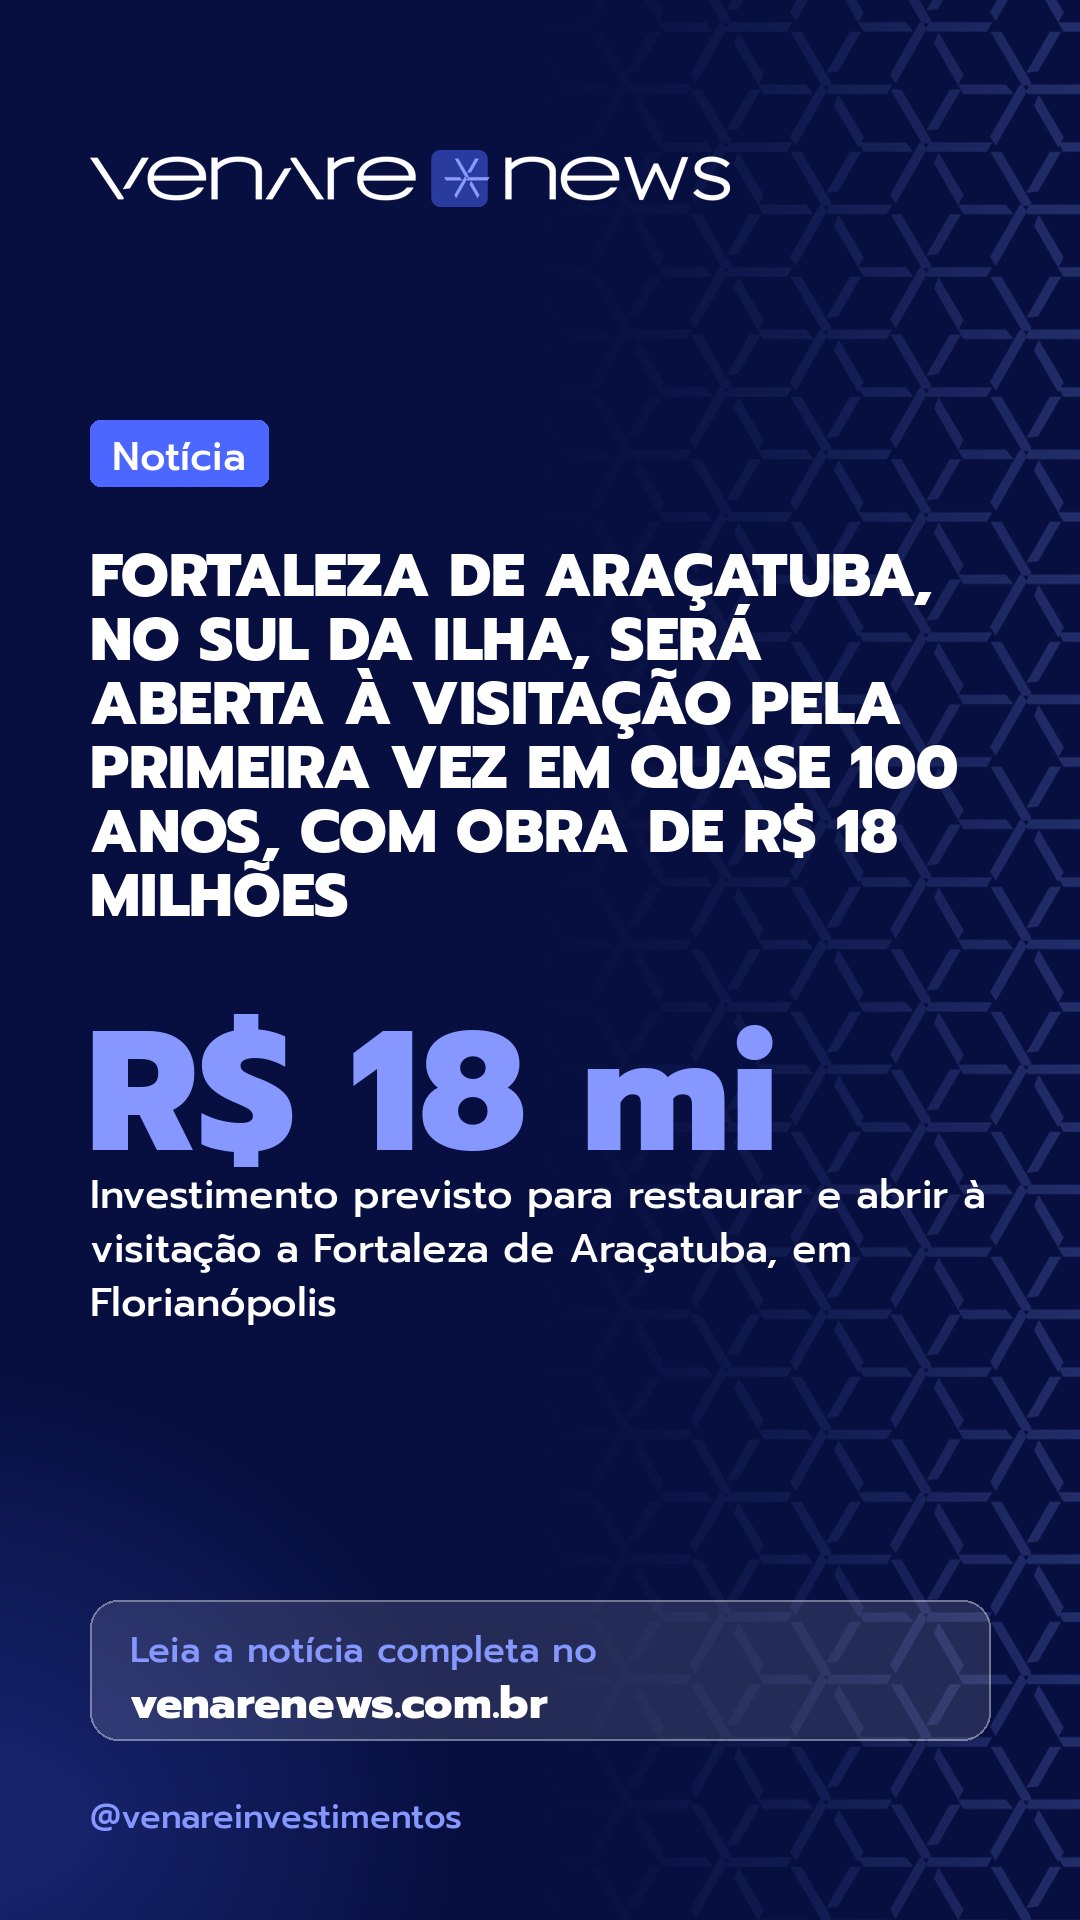 venare news
Notícia
FORTALEZA DE ARAÇATUBA,
NO SUL DA ILHA, SERÁ
ABERTA À VISITAÇÃO PELA
PRIMEIRA VEZ EM QUASE 100
ANOS, COM OBRA DE R$ 18
MILHÕES
R$ 18 mi
Investimento previsto para restaurar e abrir à
visitação a Fortaleza de Araçatuba, em
Florianópolis
Leia a notícia completa no
venarenews.com.br
@venareinvestimentos